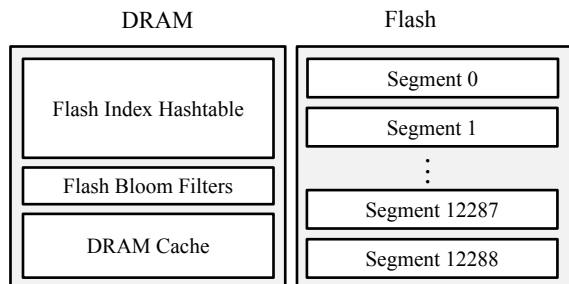 DRAM
Flash Index Hashtable
Flash Bloom Filters
DRAM Cache
Flash
Segment 0
Segment 1
⋮
Segment 12287
Segment 12288